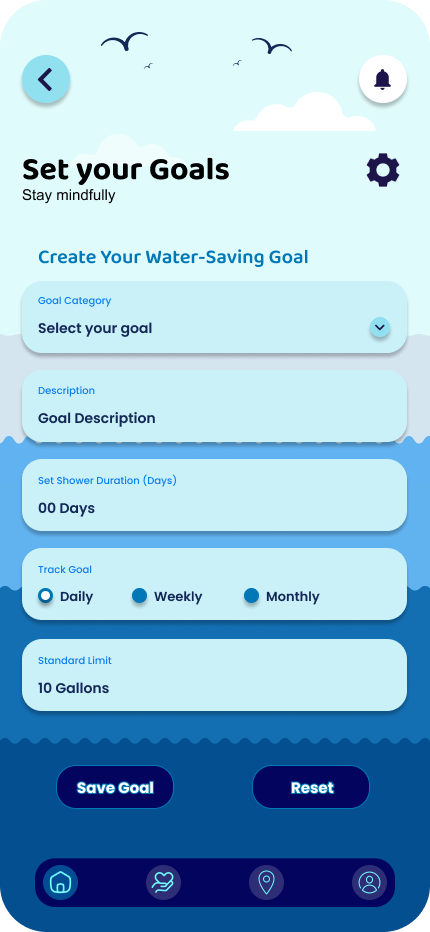 Set your Goals
Stay mindfully
Create Your Water-Saving Goal
Goal Category
Select your goal
Description
Goal Description
Set Shower Duration (Days)
00 Days
Track Goal
Daily Weekly Monthly
Standard Limit
10 Gallons
Save Goal Reset